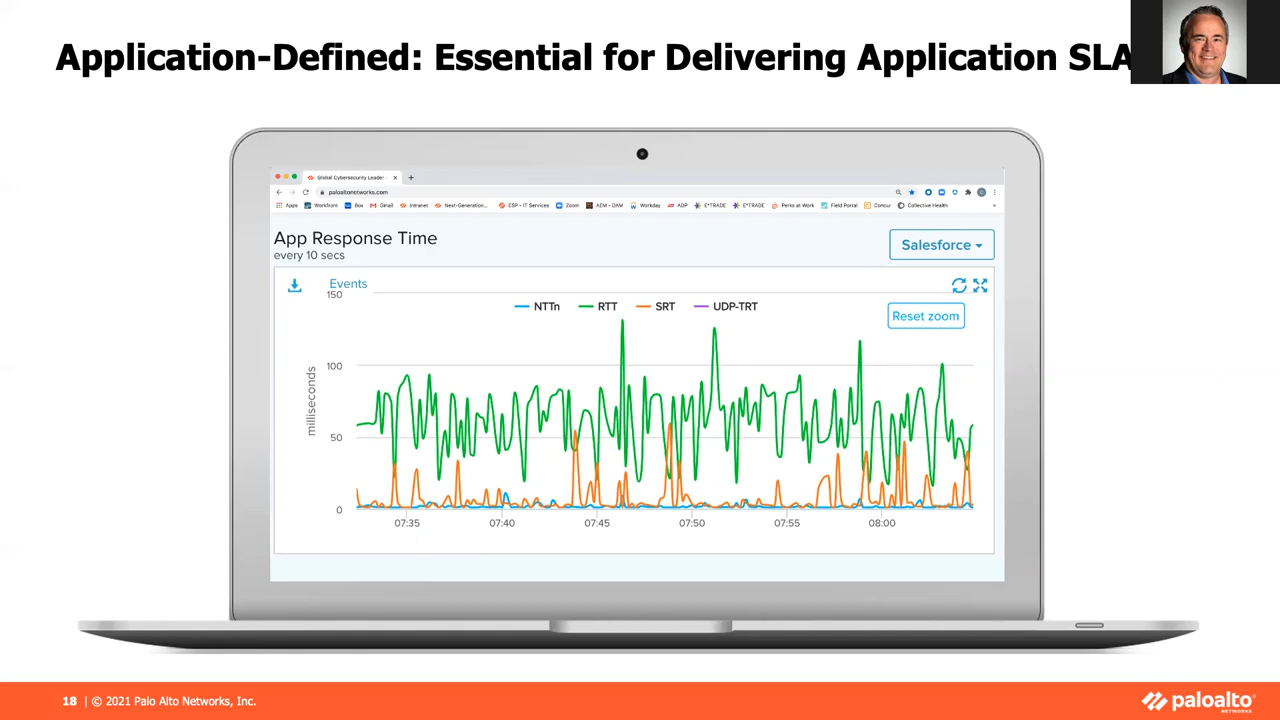 Application-Defined: Essential for Delivering Application SLA
Global Cybersecurity Leader
paloaltonetworks.com
Apps Workfront Box Gmail Intranet Next-Generation... ESP - IT Services Zoom AEM - DAM Workday ADP E*TRADE E*TRADE Perks at Work Field Portal Concur Collective Health »
App Response Time
every 10 secs
Salesforce
Events
150
NTTn RTT SRT UDP-TRT
Reset zoom
100
milliseconds
50
0
07:35 07:40 07:45 07:50 07:55 08:00
18 | © 2021 Palo Alto Networks, Inc.
paloalto
NETWORKS